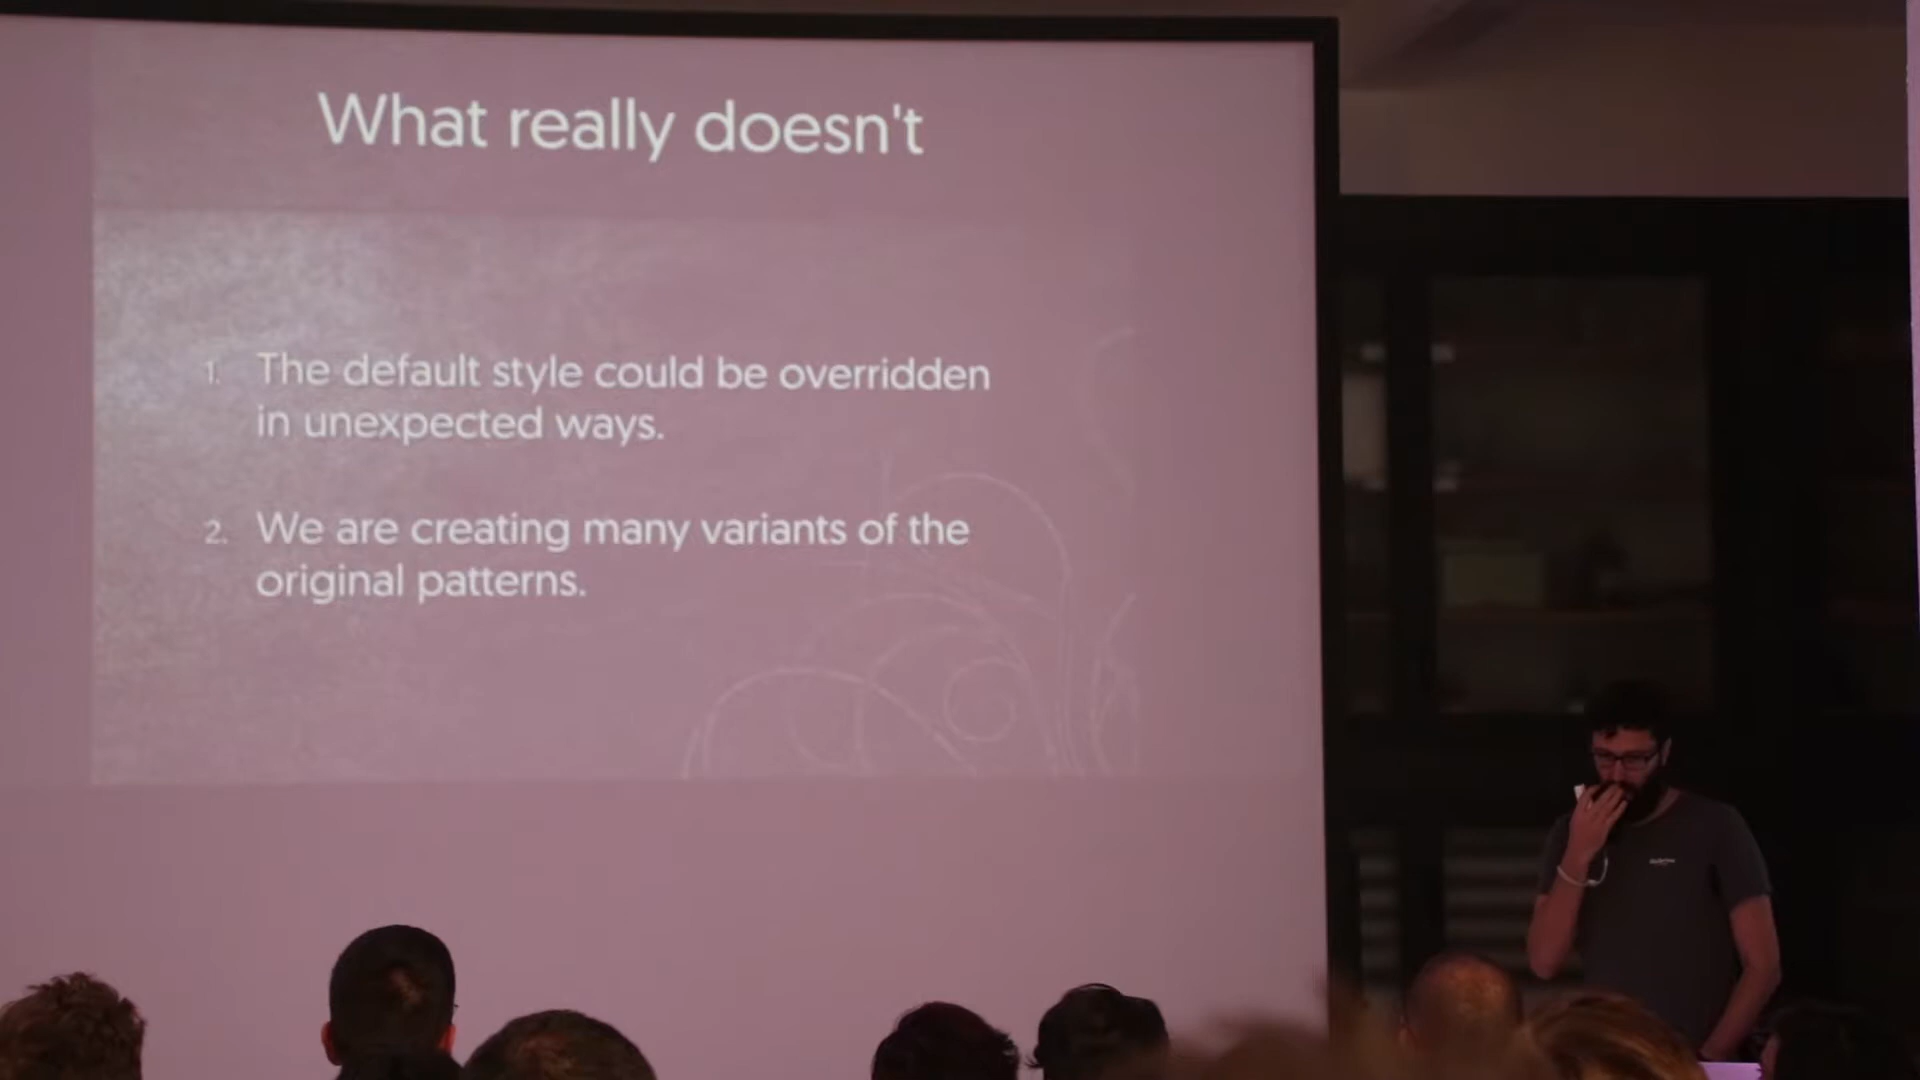 What really doesn't
1. The default style could be overridden
in unexpected ways.
2. We are creating many variants of the
original patterns.